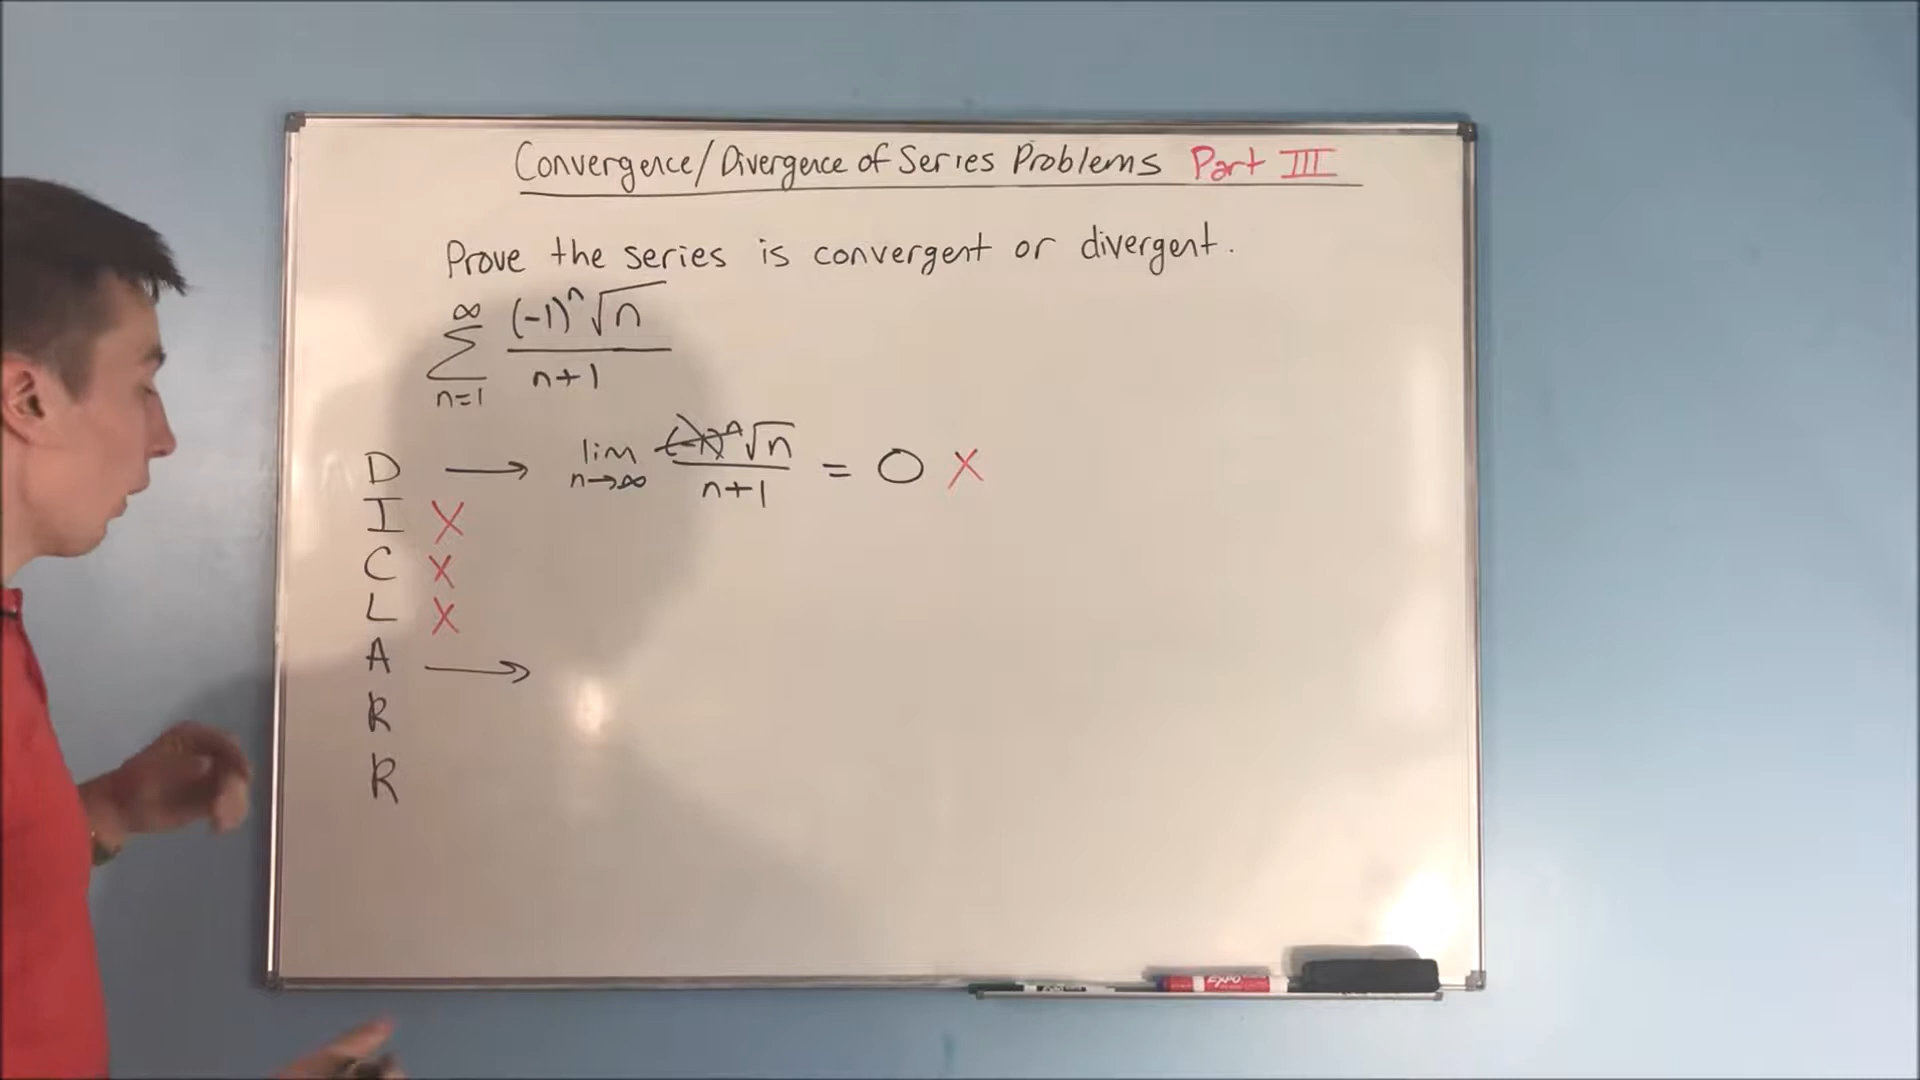 Convergence/Divergence of Series Problems Part III
Prove the series is convergent or divergent.
∞
∑ (-1)^n √n / n+1
n=1
D → lim n→∞ (-1)^n √n / n+1 = 0 X
I X
C X
L X
A →
R
R
EXPO